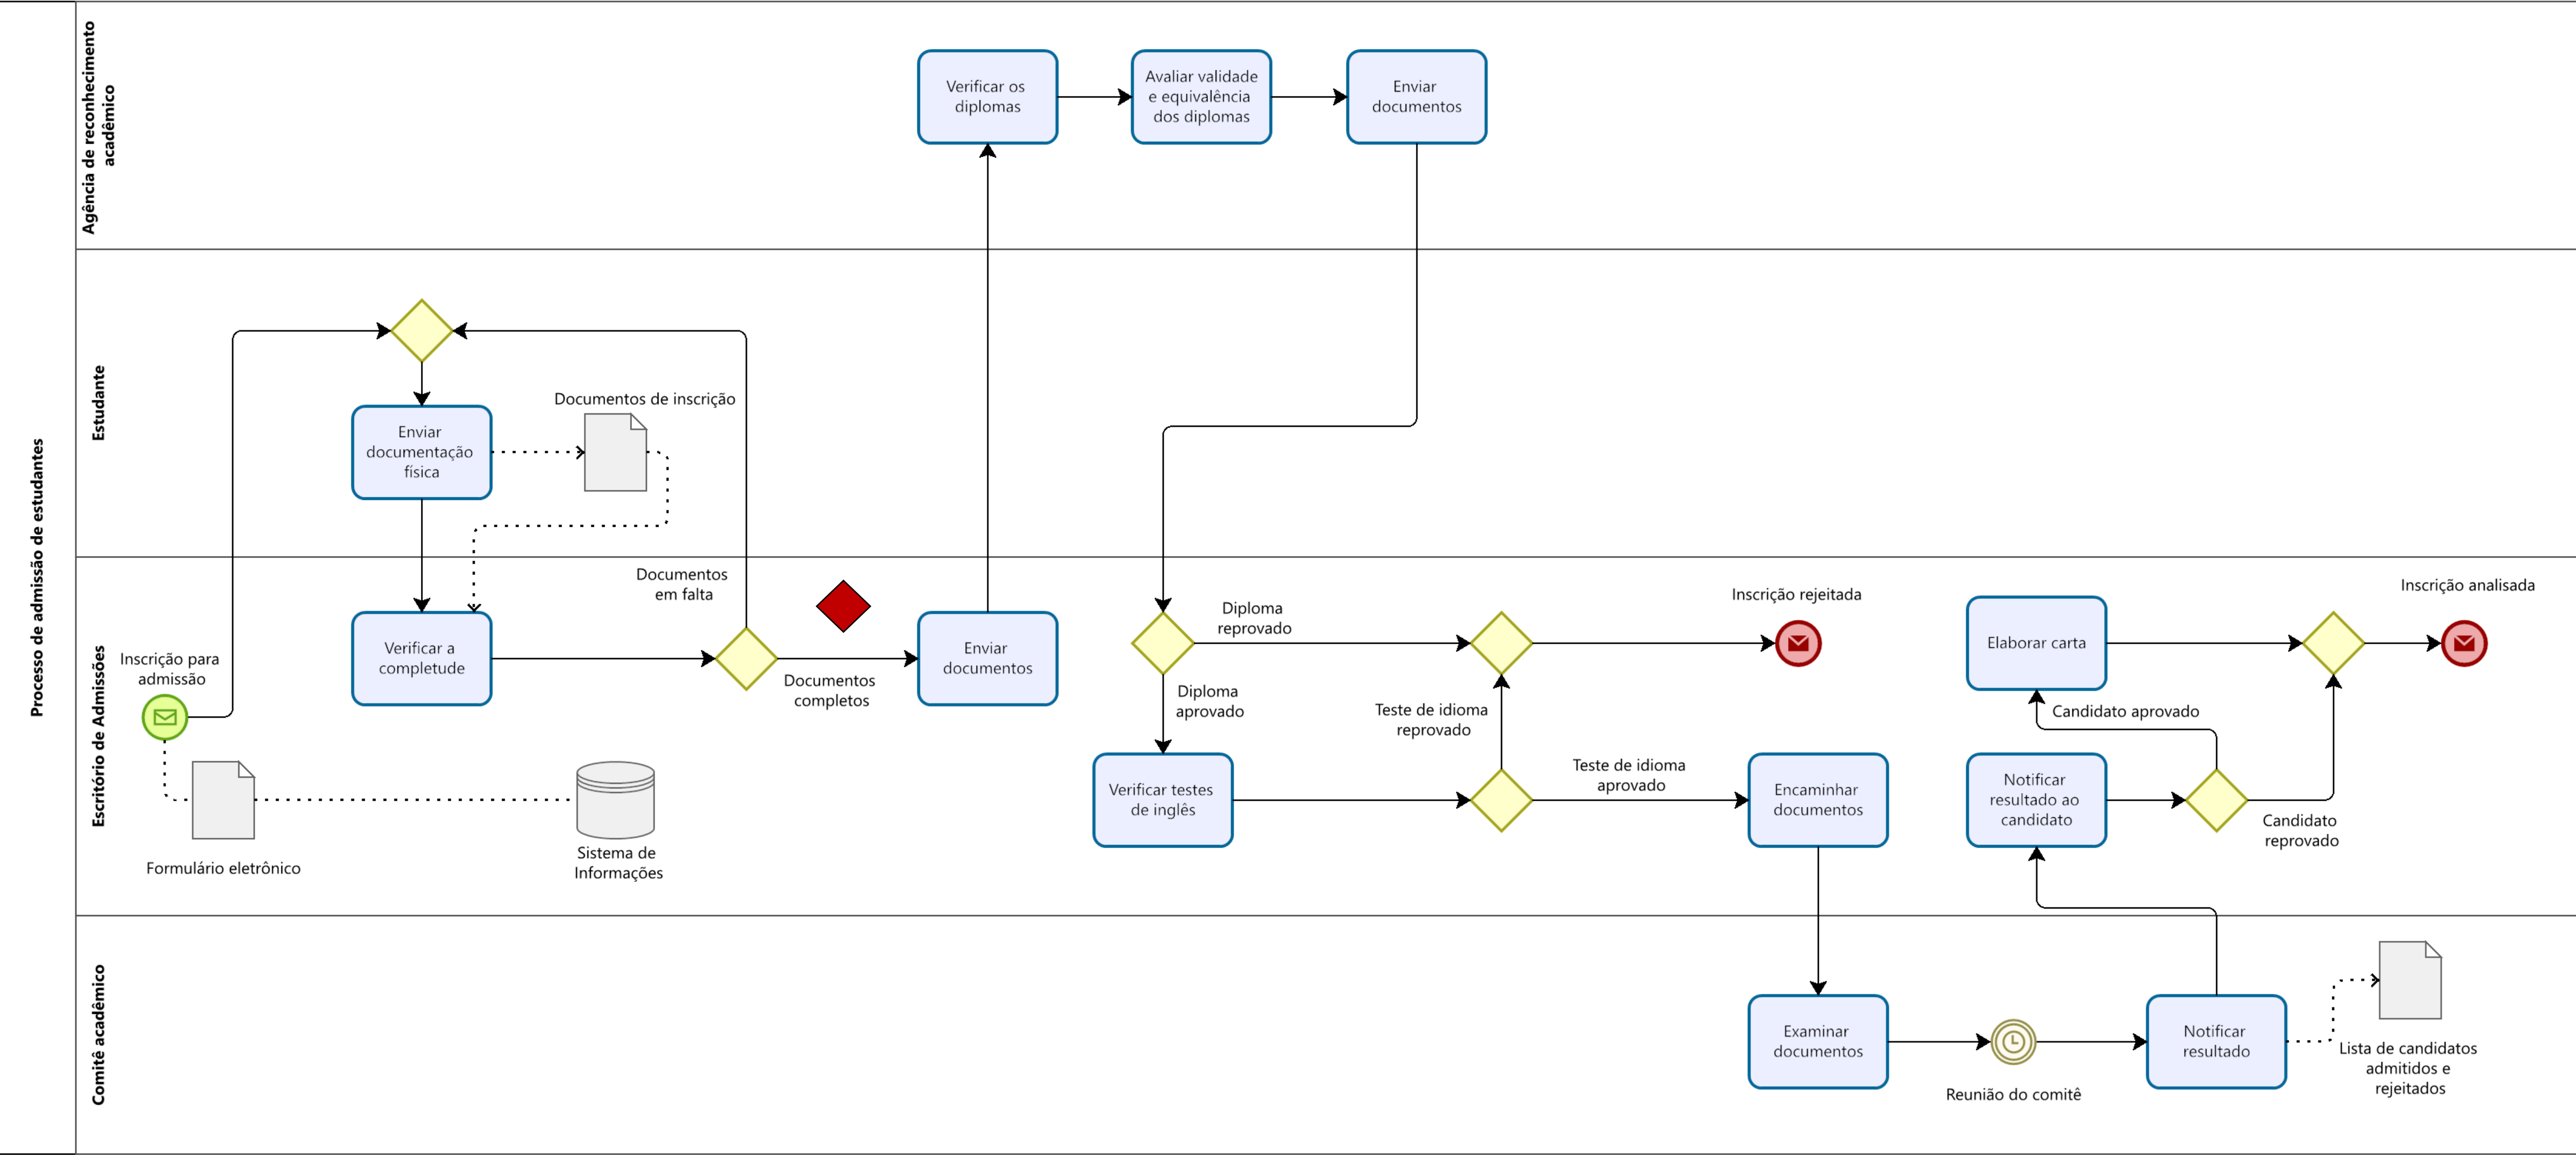 Processo de admissão de estudantes
Agência de reconhecimento
acadêmico
Verificar os
diplomas
Avaliar validade
e equivalência
dos diplomas
Enviar
documentos
Estudante
Documentos de inscrição
Enviar
documentação
física
Escritório de Admissões
Inscrição para
admissão
Formulário eletrônico
Sistema de
Informações
Verificar a
completude
Documentos
em falta
Documentos
completos
Enviar
documentos
Diploma
reprovado
Diploma
aprovado
Verificar testes
de inglês
Teste de idioma
reprovado
Teste de idioma
aprovado
Inscrição rejeitada
Encaminhar
documentos
Elaborar carta
Candidato aprovado
Notificar
resultado ao
candidato
Candidato
reprovado
Inscrição analisada
Comitê acadêmico
Examinar
documentos
Reunião do comitê
Notificar
resultado
Lista de candidatos
admitidos e
rejeitados